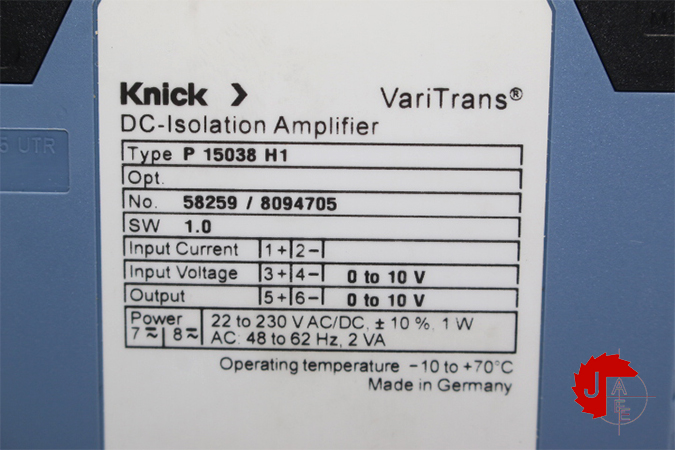 Knick > VariTrans®
DC-Isolation Amplifier
Type P 15038 H1
Opt.
No. 58259 / 8094705
SW 1.0
Input Current 1+ 2–
Input Voltage 3+ 4– 0 to 10 V
Output 5+ 6– 0 to 10 V
Power 22 to 230 V AC/DC, ± 10 %, 1 W
7 ≂ 8 ≂ AC: 48 to 62 Hz, 2 VA
Operating temperature –10 to +70°C
Made in Germany
5 UTR
J